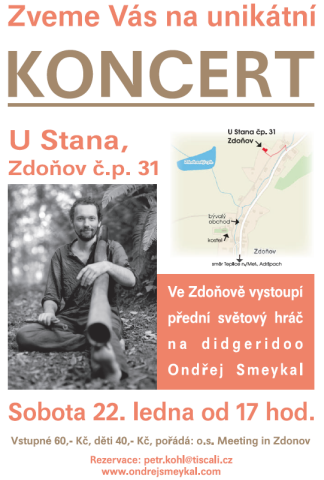 Zveme Vás na unikátní
KONCERT
U Stana,
Zdoňov č.p. 31
U Stana čp. 31
Zdoňov
bývalý
obchod
kostel
Zdoňov
směr Teplice n/Met., Adršpach
Ve Zdoňově vystoupí
přední světový hráč
na didgeridoo
Ondřej Smeykal
Sobota 22. ledna od 17 hod.
Vstupné 60,- Kč, děti 40,- Kč, pořádá: o.s. Meeting in Zdonov
Rezervace: petr.kohl@tiscali.cz
www.ondrejsmeykal.com